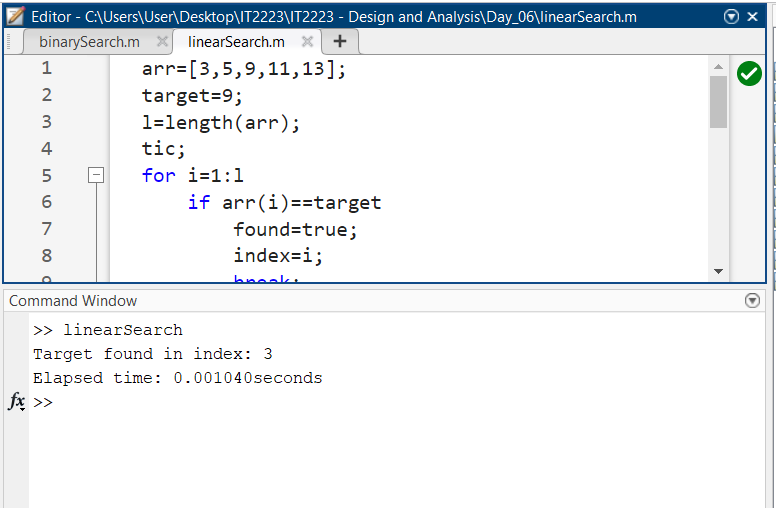 Editor - C:\Users\User\Desktop\IT2223\IT2223 - Design and Analysis\Day_06\linearSearch.m
binarySearch.m linearSearch.m +
1 arr=[3,5,9,11,13];
2 target=9;
3 l=length(arr);
4 tic;
5 for i=1:l
6 if arr(i)==target
7 found=true;
8 index=i;
9 break;
Command Window
>> linearSearch
Target found in index: 3
Elapsed time: 0.001040seconds
fx >>